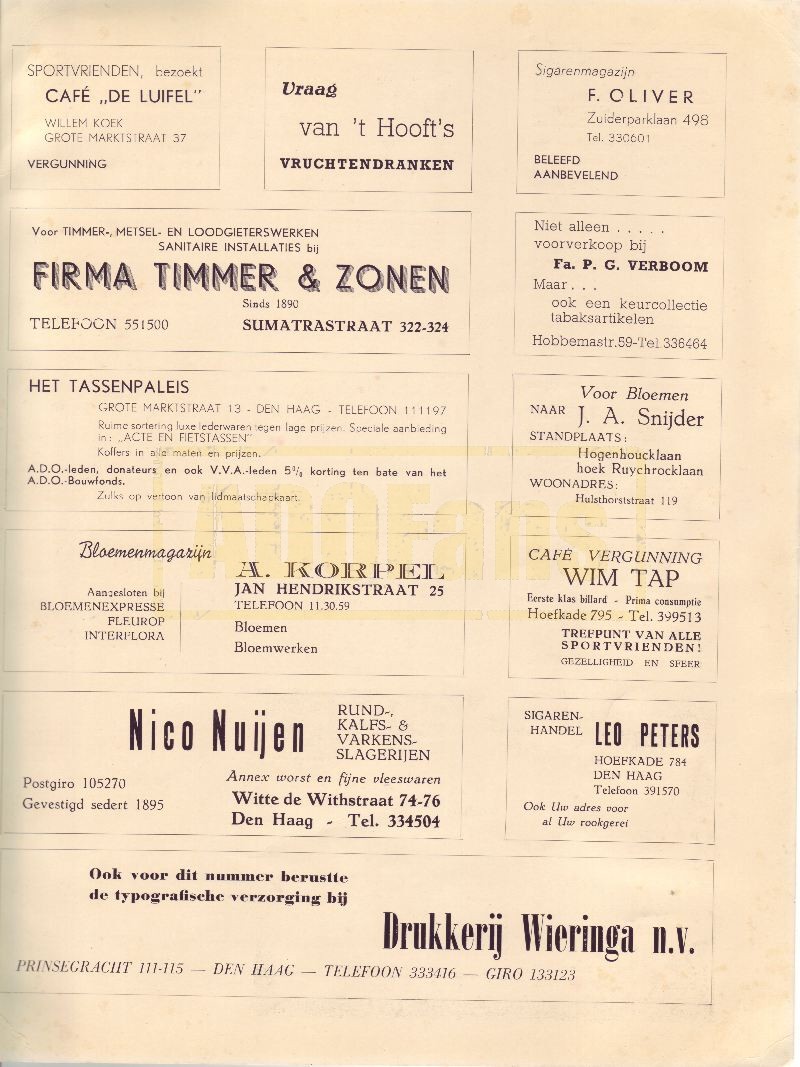 SPORTVRIENDEN, bezoekt
CAFÉ „DE LUIFEL"
WILLEM KOEK
GROTE MARKTSTRAAT 37
VERGUNNING
Vraag
van 't Hooft's
VRUCHTENDRANKEN
Sigarenmagazijn
F. OLIVER
Zuiderparklaan 498
Tel. 330601
BELEEFD
AANBEVELEND
Voor TIMMER-, METSEL- EN LOODGIETERSWERKEN
SANITAIRE INSTALLATIES bij
FIRMA TIMMER & ZONEN
Sinds 1890
TELEFOON 551500
SUMATRASTRAAT 322-324
Niet alleen . . . . .
voorverkoop bij
Fa. P. G. VERBOOM
Maar . . .
ook een keurcollectie
tabaksartikelen
Hobbemastr. 59-Tel. 336464
HET TASSENPALEIS
GROTE MARKTSTRAAT 13 - DEN HAAG - TELEFOON 111197
Ruime sortering luxe lederwaren tegen lage prijzen. Speciale aanbieding
in: „ACTE EN FIETSTASSEN"
Koffers in alle maten en prijzen.
A.D.O.-leden, donateurs en ook V.V.A.-leden 5% korting ten bate van het
A.D.O.-Bouwfonds.
Zulks op vertoon van lidmaatschapkaart.
Voor Bloemen
NAAR J. A. Snijder
STANDPLAATS:
Hogenhoucklaan
hoek Ruychrocklaan
WOONADRES:
Hulsthorststraat 119
AdoFans
Bloemenmagazijn
A. KORPEL
JAN HENDRIKSTRAAT 25
TELEFOON 11.30.59
Aangesloten bij
BLOEMENEXPRESSE
FLEUROP
INTERFLORA
Bloemen
Bloemwerken
CAFÉ VERGUNNING
WIM TAP
Eerste klas billard - Prima consumptie
Hoefkade 795 - Tel. 399513
TREFPUNT VAN ALLE
SPORTVRIENDEN!
GEZELLIGHEID EN SFEER
Nico Nuijen
RUND-,
KALFS- &
VARKENS-
SLAGERIJEN
Postgiro 105270
Gevestigd sedert 1895
Annex worst en fijne vleeswaren
Witte de Withstraat 74-76
Den Haag - Tel. 334504
SIGAREN-
HANDEL
LEO PETERS
HOEFKADE 784
DEN HAAG
Telefoon 391570
Ook Uw adres voor
al Uw rookgerei
Ook voor dit nummer berustte
de typografische verzorging bij
Drukkerij Wieringa n.v.
PRINSEGRACHT 111-115 — DEN HAAG — TELEFOON 333416 — GIRO 133123